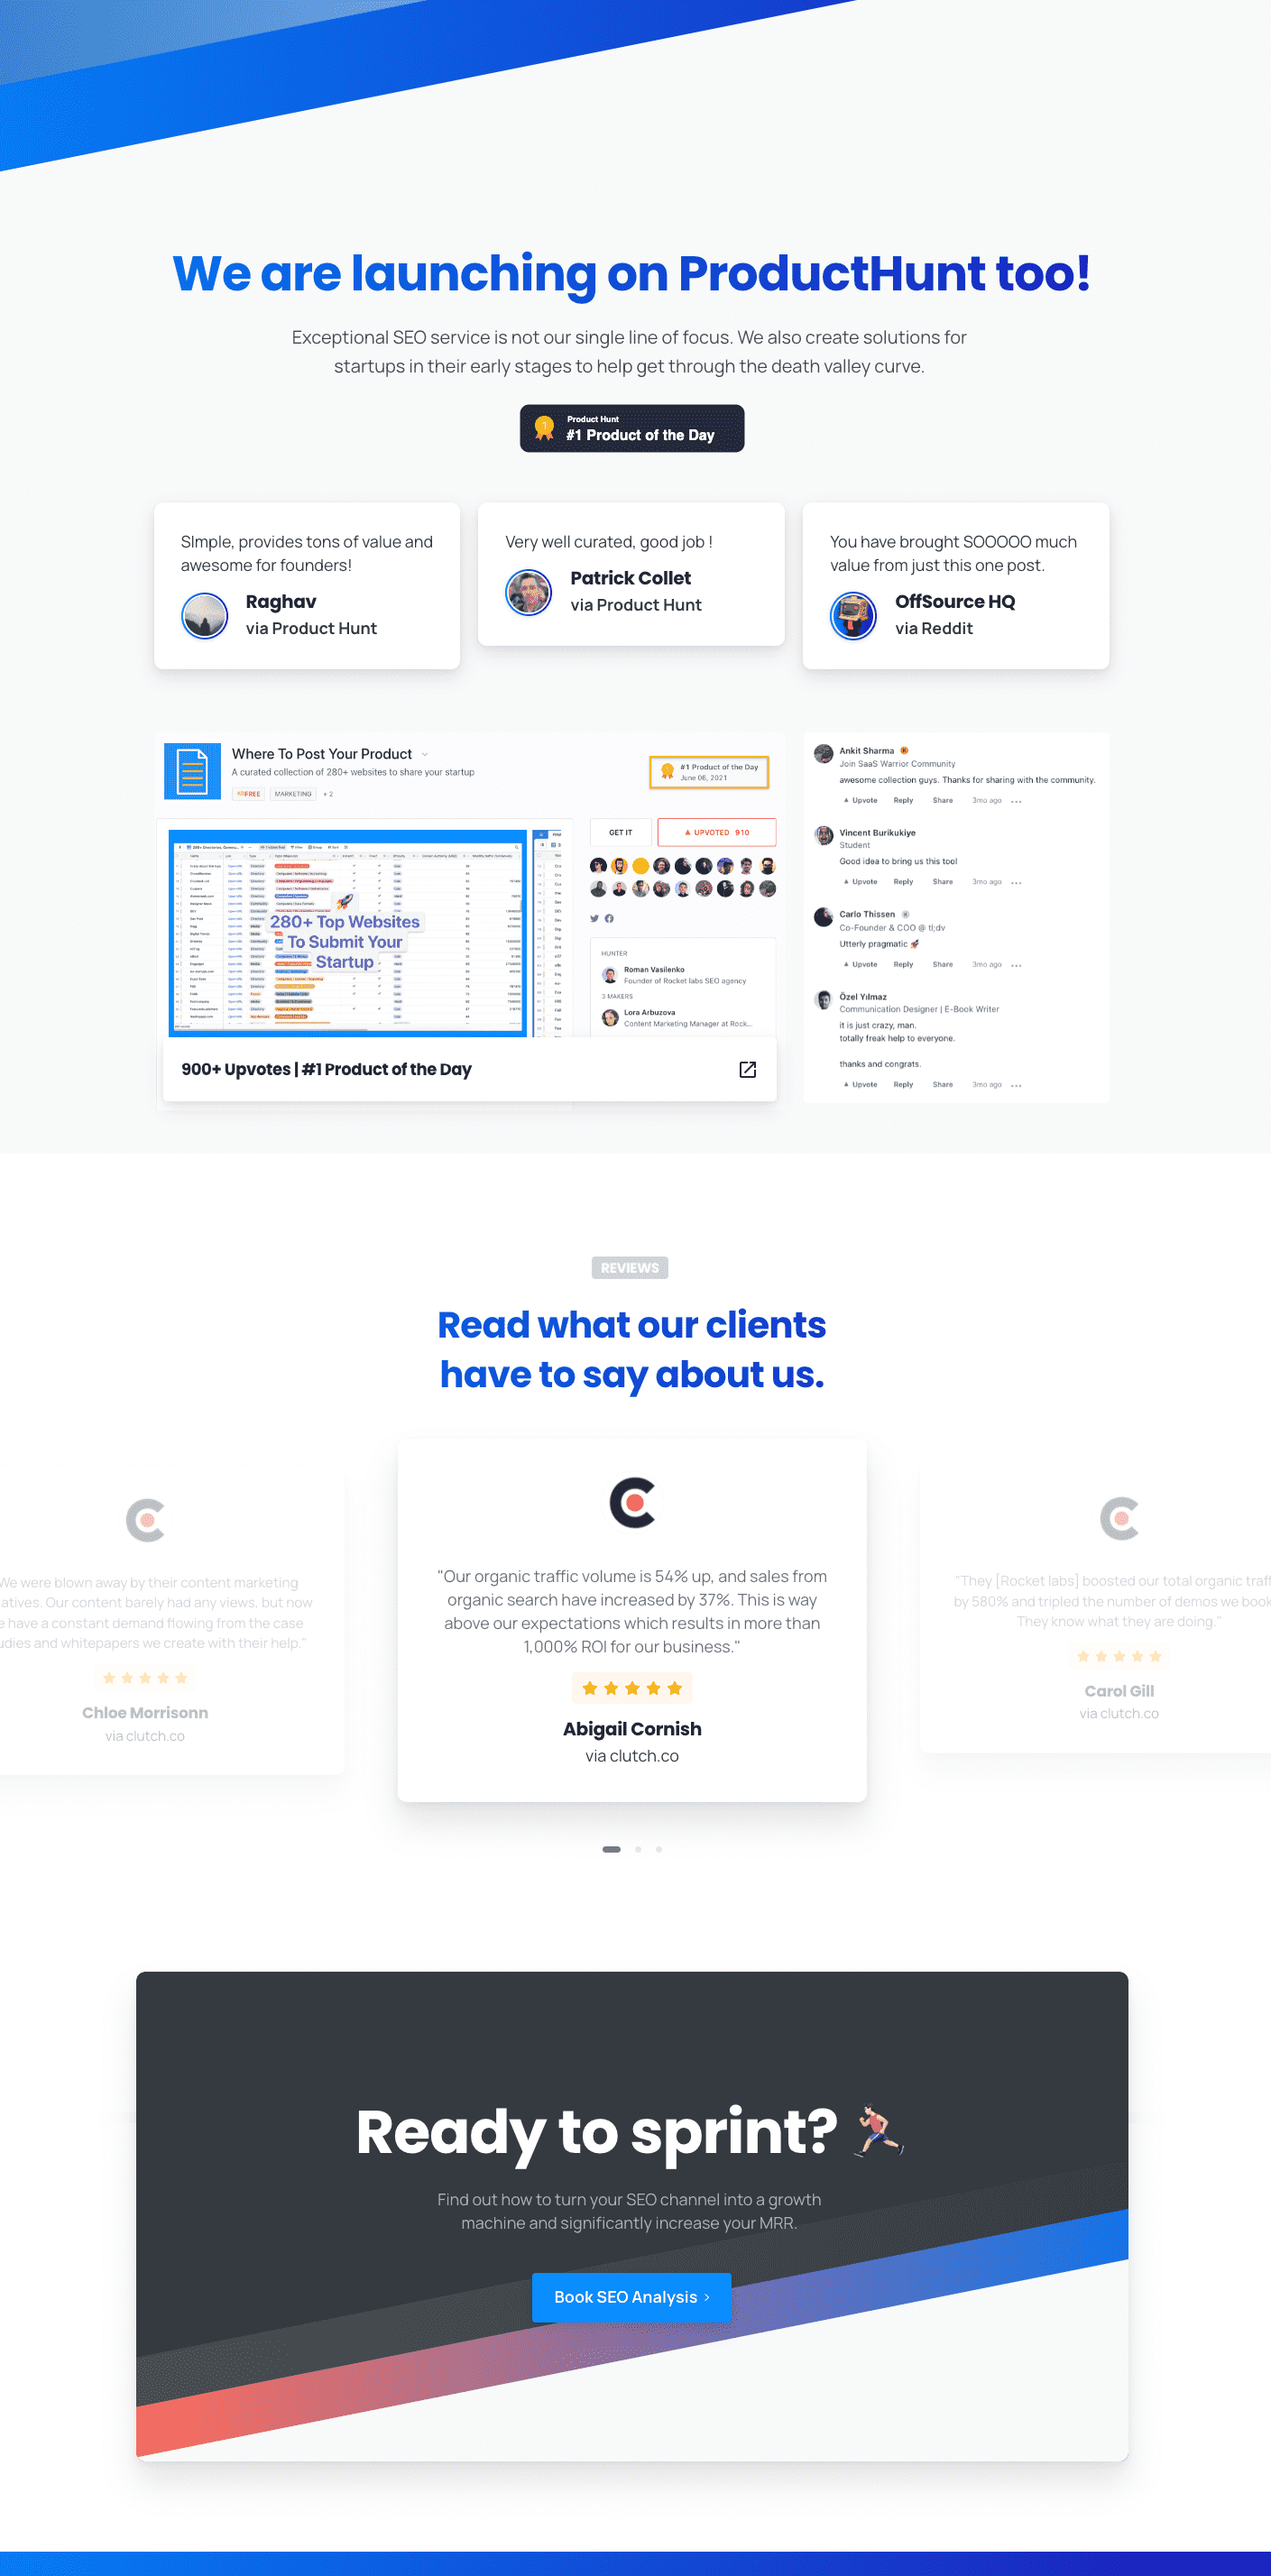 We are launching on ProductHunt too!
Exceptional SEO service is not our single line of focus. We also create solutions for
startups in their early stages to help get through the death valley curve.
Product Hunt
1
#1 Product of the Day
SImple, provides tons of value and
awesome for founders!
Raghav
via Product Hunt
Very well curated, good job !
Patrick Collet
via Product Hunt
You have brought SOOOOO much
value from just this one post.
OffSource HQ
via Reddit
Where To Post Your Product
A curated collection of 280+ websites to share your startup
FREE
MARKETING
+ 2
#1 Product of the Day
June 06, 2021
280+ Top Websites
To Submit Your
Startup
GET IT
UPVOTED 910
HUNTER
Roman Vasilenko
Founder of Rocket labs SEO agency
3 MAKERS
Lora Arbuzova
Content Marketing Manager at Rock...
900+ Upvotes | #1 Product of the Day
Ankit Sharma
Join SaaS Warrior Community
awesome collection guys. Thanks for sharing with the community.
Upvote Reply Share 3mo ago ...
Vincent Burikukiye
Student
Good idea to bring us this tool
Upvote Reply Share 3mo ago ...
Carlo Thissen
Co-Founder & COO @ tl;dv
Utterly pragmatic 🚀
Upvote Reply Share 3mo ago ...
Özel Yılmaz
Communication Designer | E-Book Writer
it is just crazy, man.
totally freak help to everyone.
thanks and congrats.
Upvote Reply Share 3mo ago ...
REVIEWS
Read what our clients
have to say about us.
We were blown away by their content marketing
atives. Our content barely had any views, but now
e have a constant demand flowing from the case
udies and whitepapers we create with their help."
Chloe Morrisonn
via clutch.co
"Our organic traffic volume is 54% up, and sales from
organic search have increased by 37%. This is way
above our expectations which results in more than
1,000% ROI for our business."
Abigail Cornish
via clutch.co
"They [Rocket labs] boosted our total organic traff
by 580% and tripled the number of demos we book
They know what they are doing."
Carol Gill
via clutch.co
Ready to sprint? 🏃
Find out how to turn your SEO channel into a growth
machine and significantly increase your MRR.
Book SEO Analysis >